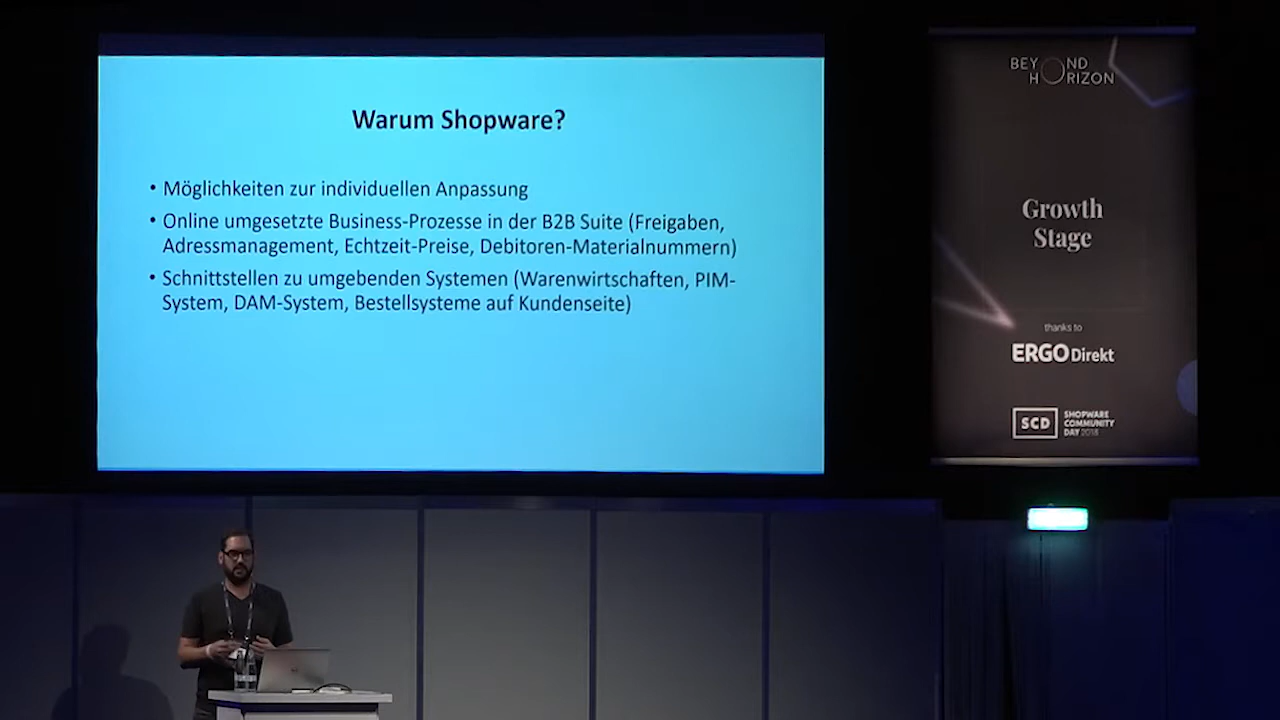 Warum Shopware?
• Möglichkeiten zur individuellen Anpassung
• Online umgesetzte Business-Prozesse in der B2B Suite (Freigaben,
Adressmanagement, Echtzeit-Preise, Debitoren-Materialnummern)
• Schnittstellen zu umgebenden Systemen (Warenwirtschaften, PIM-
System, DAM-System, Bestellsysteme auf Kundenseite)
BEYOND
HORIZON
Growth
Stage
thanks to
ERGO Direkt
SCD
SHOPWARE
COMMUNITY
DAY 2018